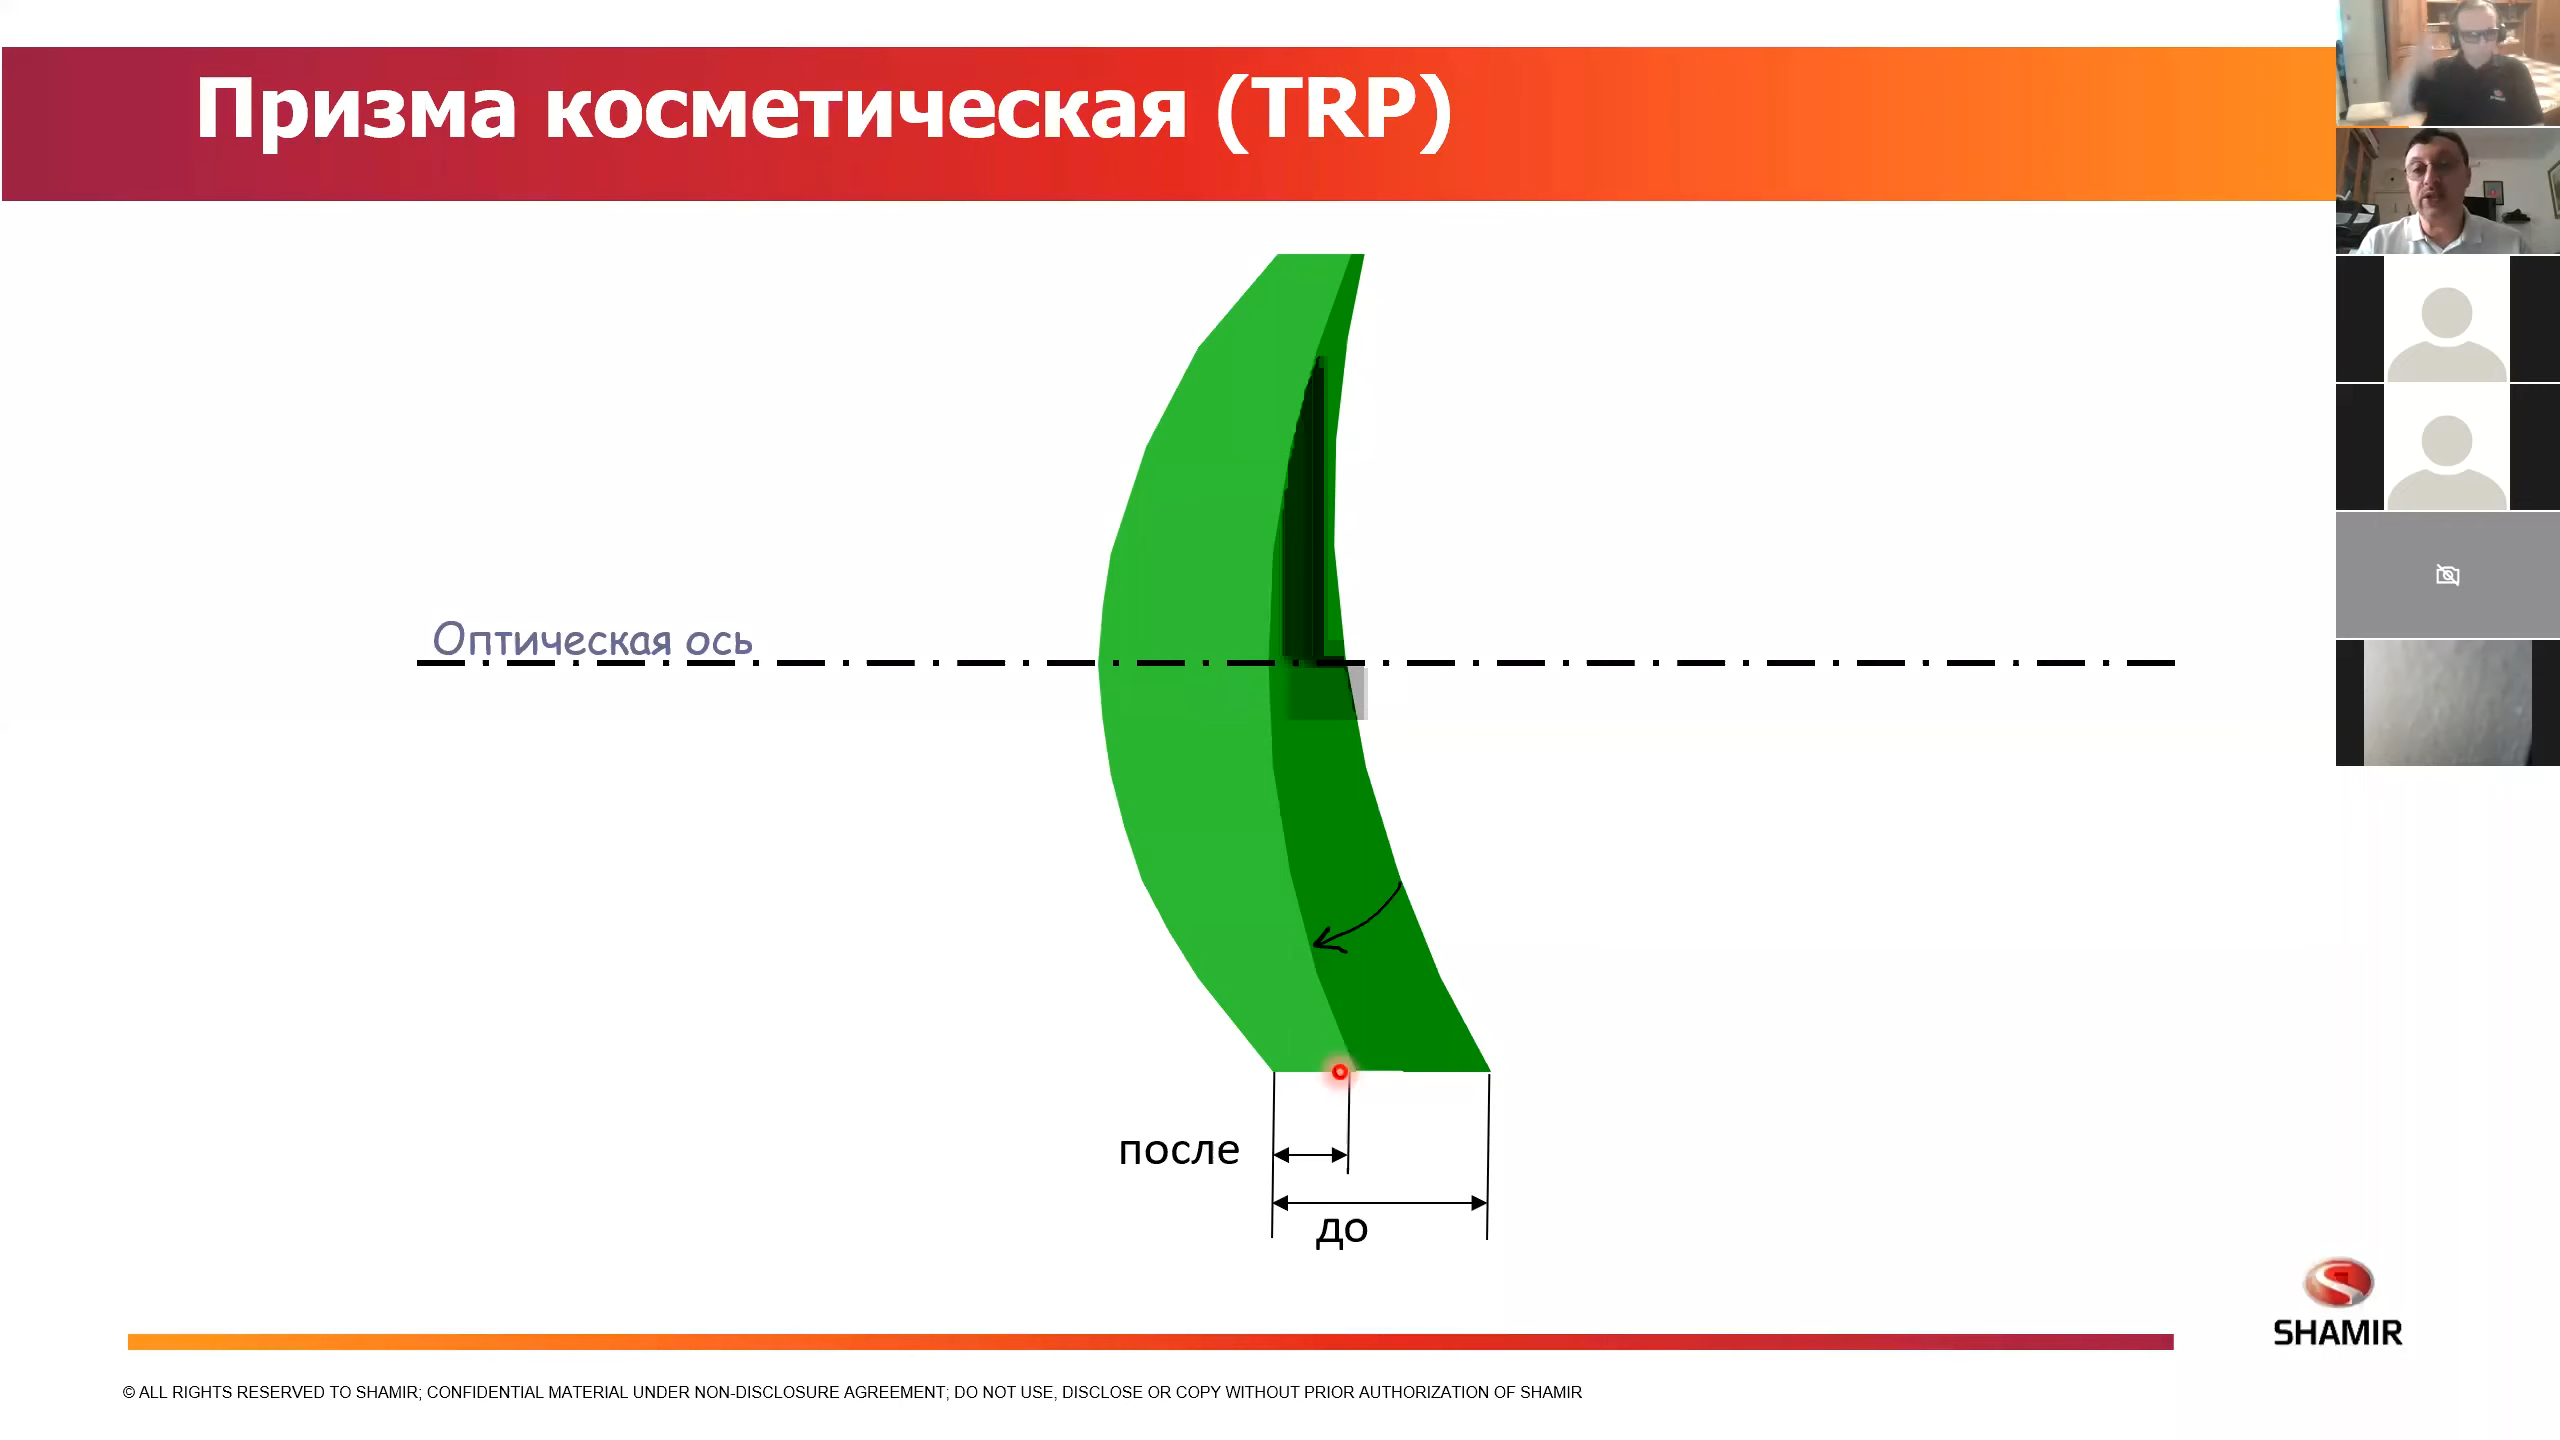 Призма косметическая (TRP)
Оптическая ось
после
до
SHAMIR
© ALL RIGHTS RESERVED TO SHAMIR; CONFIDENTIAL MATERIAL UNDER NON-DISCLOSURE AGREEMENT; DO NOT USE, DISCLOSE OR COPY WITHOUT PRIOR AUTHORIZATION OF SHAMIR